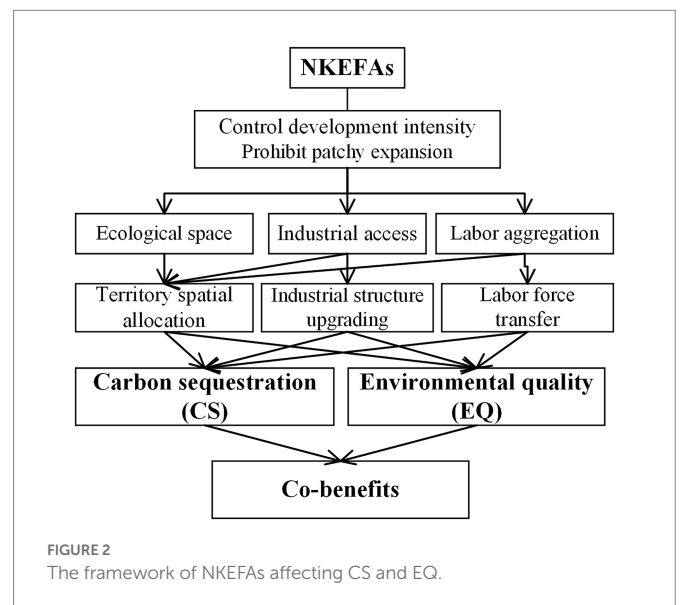 NKEFAs
Control development intensity
Prohibit patchy expansion
Ecological space
Industrial access
Labor aggregation
Territory spatial
allocation
Industrial structure
upgrading
Labor force
transfer
Carbon sequestration
(CS)
Environmental quality
(EQ)
Co-benefits
FIGURE 2
The framework of NKEFAs affecting CS and EQ.